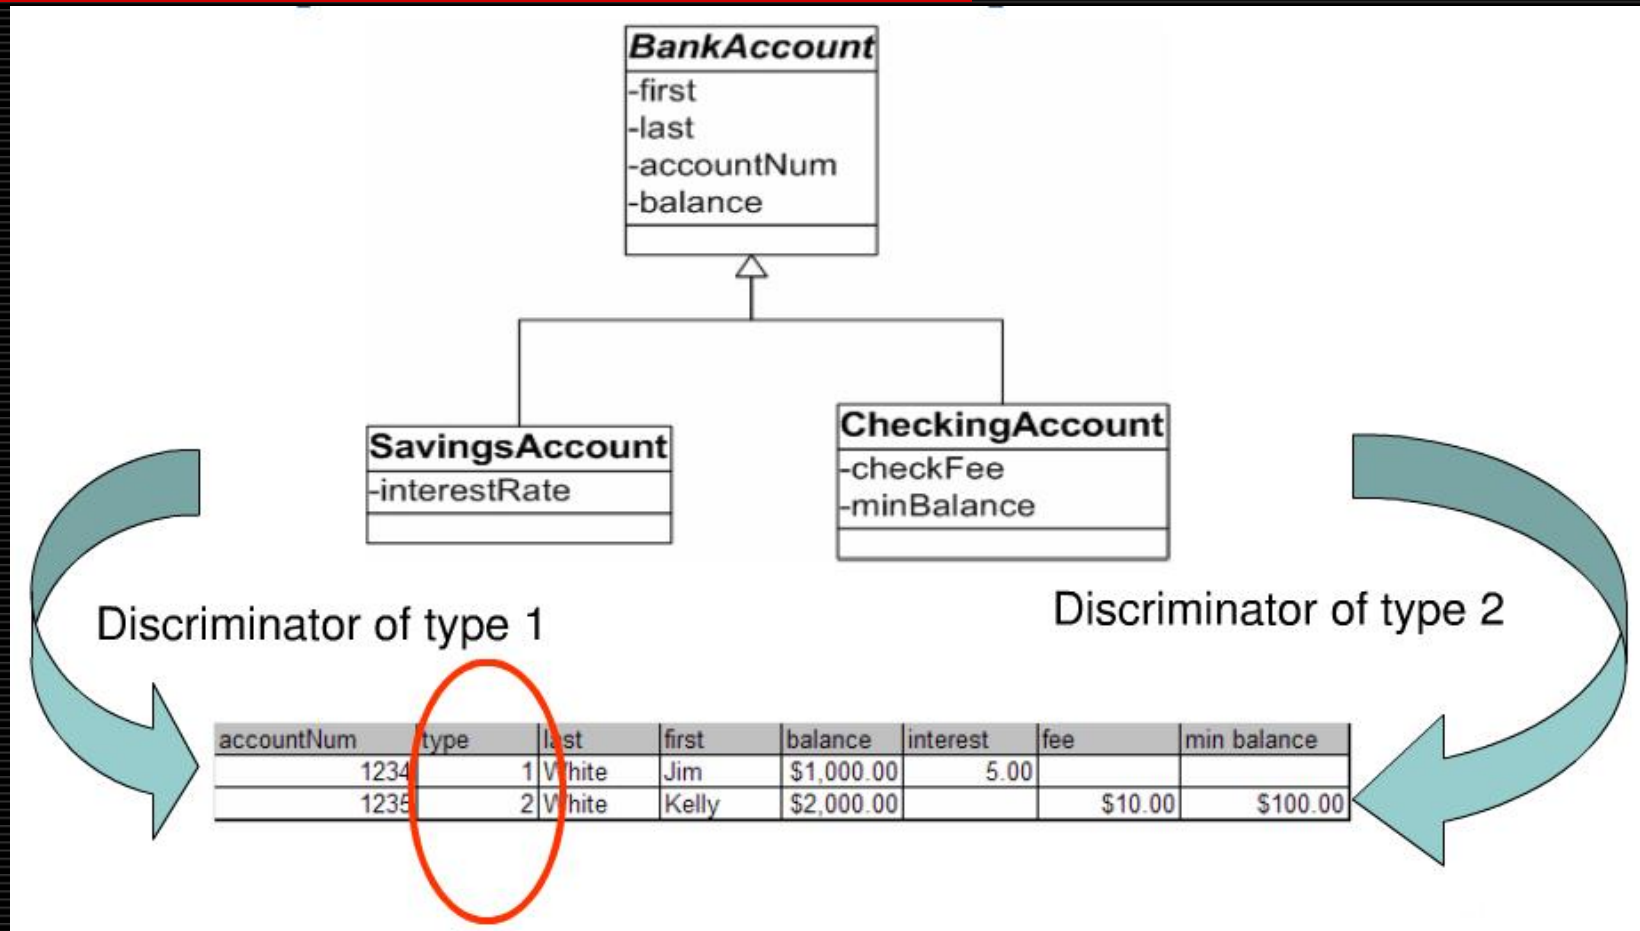 BankAccount
-first
-last
-accountNum
-balance
SavingsAccount
-interestRate
CheckingAccount
-checkFee
-minBalance
Discriminator of type 1
Discriminator of type 2
accountNum type last first balance interest fee min balance
1234 1 White Jim $1,000.00 5.00
1235 2 White Kelly $2,000.00 $10.00 $100.00